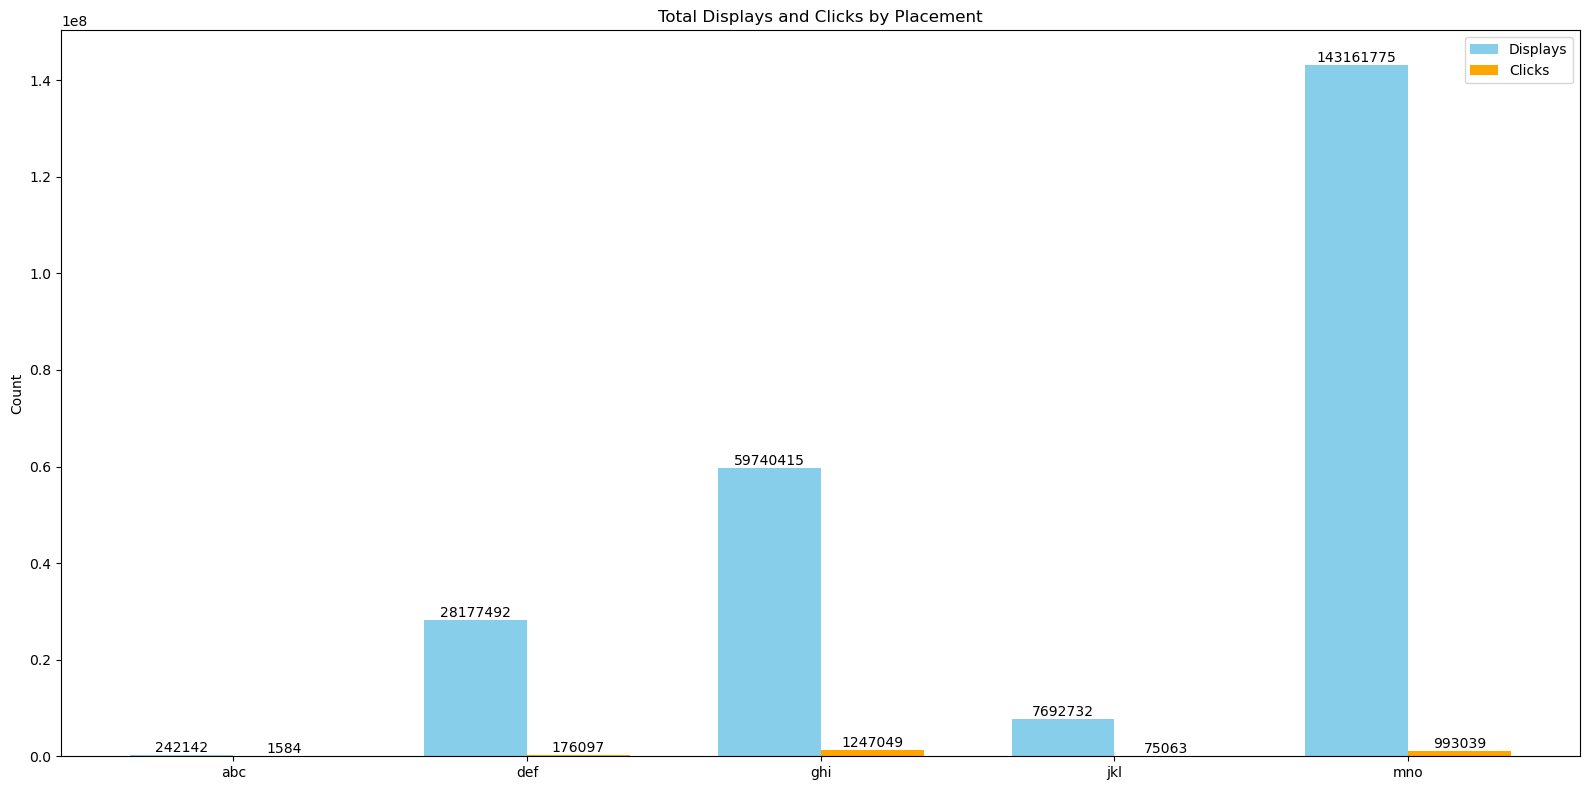 Total Displays and Clicks by Placement
1e8
Displays
Clicks
1.4
1.2
1.0
0.8
0.6
0.4
0.2
0.0
Count
143161775
59740415
28177492
7692732
242142
1584
176097
1247049
75063
993039
abc
def
ghi
jkl
mno